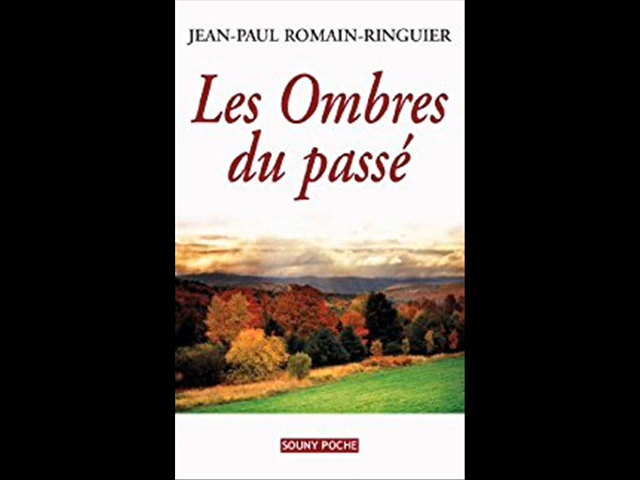 JEAN-PAUL ROMAIN-RINGUIER
Les Ombres
du passé
SOUNY POCHE